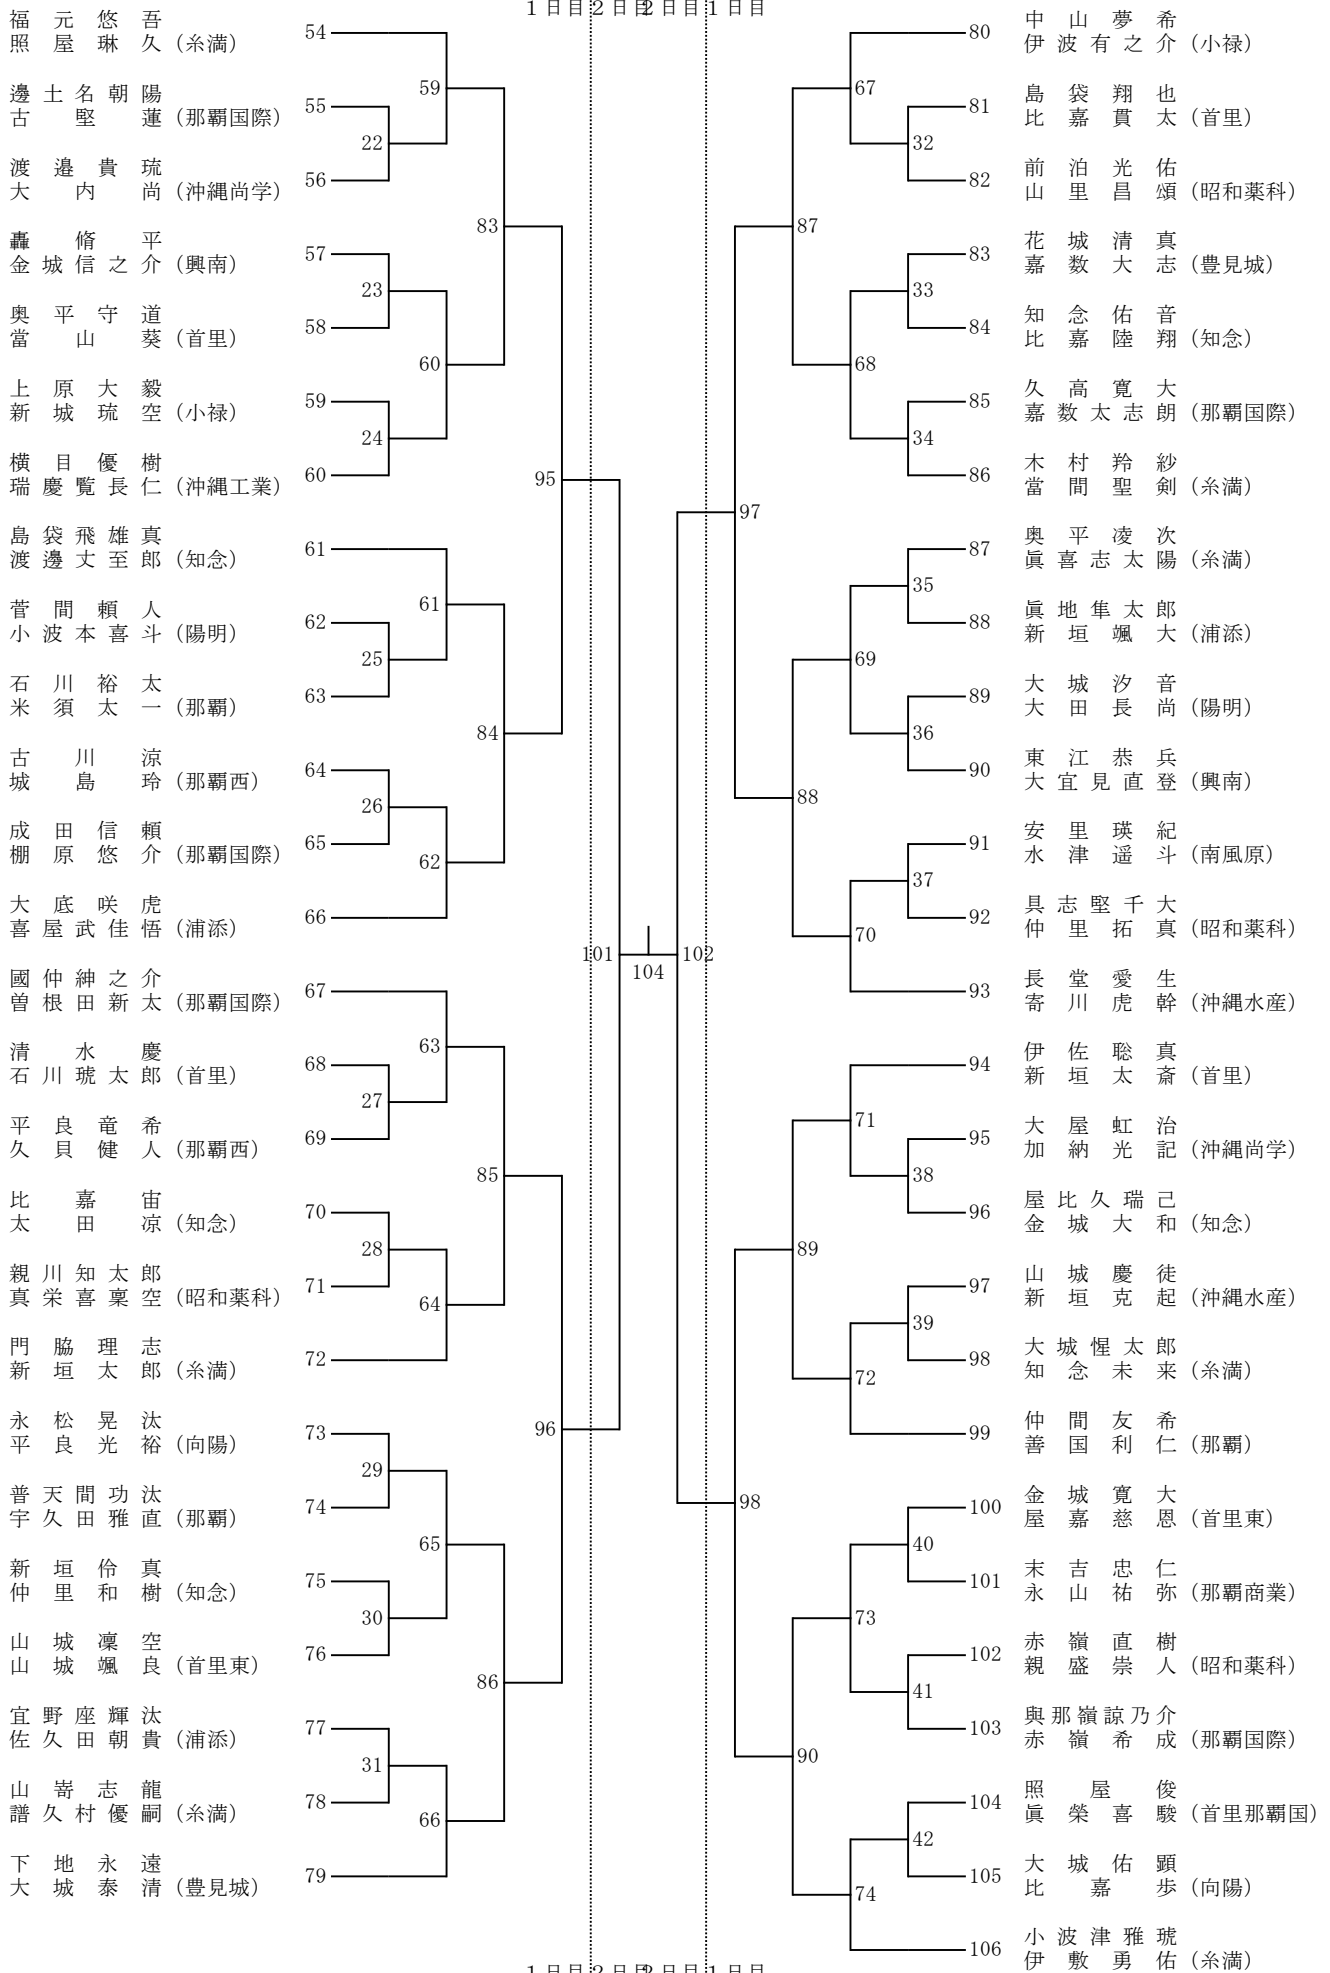 1日目 2日目 2日目 1日目
福元悠吾
照屋琳久(糸満) 54
邊土名朝陽
古堅蓮(那覇国際) 55
渡邉貴琉
大内尚(沖縄尚学) 56
轟脩平
金城信之介(興南) 57
奥平守道
當山葵(首里) 58
上原大毅
新城琉空(小禄) 59
横目優樹
瑞慶覧長仁(沖縄工業) 60
島袋飛雄真
渡邊丈至郎(知念) 61
菅間頼人
小波本喜斗(陽明) 62
石川裕太
米須太一(那覇) 63
古川涼
城島玲(那覇西) 64
成田信頼
棚原悠介(那覇国際) 65
大底咲虎
喜屋武佳悟(浦添) 66
國仲紳之介
曽根田新太(那覇国際) 67
清水慶
石川琥太郎(首里) 68
平良竜希
久貝健人(那覇西) 69
比嘉宙
太田凉(知念) 70
親川知太郎
真栄喜稟空(昭和薬科) 71
門脇理志
新垣太郎(糸満) 72
永松晃汰
平良光裕(向陽) 73
普天間功汰
宇久田雅直(那覇) 74
新垣伶真
仲里和樹(知念) 75
山城凜空
山城颯良(首里東) 76
宜野座輝汰
佐久田朝貴(浦添) 77
山嵜志龍
譜久村優嗣(糸満) 78
下地永遠
大城泰清(豊見城) 79
22
23
24
25
26
27
28
29
30
31
59
60
61
62
63
64
65
66
83
84
85
86
95
96
101
104
102
97
98
87
88
89
90
67
68
69
70
71
72
73
74
32
33
34
35
36
37
38
39
40
41
42
80 中山夢希
伊波有之介(小禄)
81 島袋翔也
比嘉貫太(首里)
82 前泊光佑
山里昌頌(昭和薬科)
83 花城清真
嘉数大志(豊見城)
84 知念佑音
比嘉陸翔(知念)
85 久高寛大
嘉数太志朗(那覇国際)
86 木村羚紗
當間聖剣(糸満)
87 奥平凌次
眞喜志太陽(糸満)
88 眞地隼太郎
新垣颯大(浦添)
89 大城汐音
大田長尚(陽明)
90 東江恭兵
大宜見直登(興南)
91 安里瑛紀
水津遥斗(南風原)
92 具志堅千大
仲里拓真(昭和薬科)
93 長堂愛生
寄川虎幹(沖縄水産)
94 伊佐聡真
新垣太斎(首里)
95 大屋虹治
加納光記(沖縄尚学)
96 屋比久瑞己
金城大和(知念)
97 山城慶徒
新垣克起(沖縄水産)
98 大城惺太郎
知念未来(糸満)
99 仲間友希
善国利仁(那覇)
100 金城寛大
屋嘉慈恩(首里東)
101 末吉忠仁
永山祐弥(那覇商業)
102 赤嶺直樹
親盛崇人(昭和薬科)
103 與那嶺諒乃介
赤嶺希成(那覇国際)
104 照屋俊
眞榮喜駿(首里那覇国)
105 大城佑顕
比嘉歩(向陽)
106 小波津雅琥
伊敷勇佑(糸満)
1日目 2日目 2日目 1日目